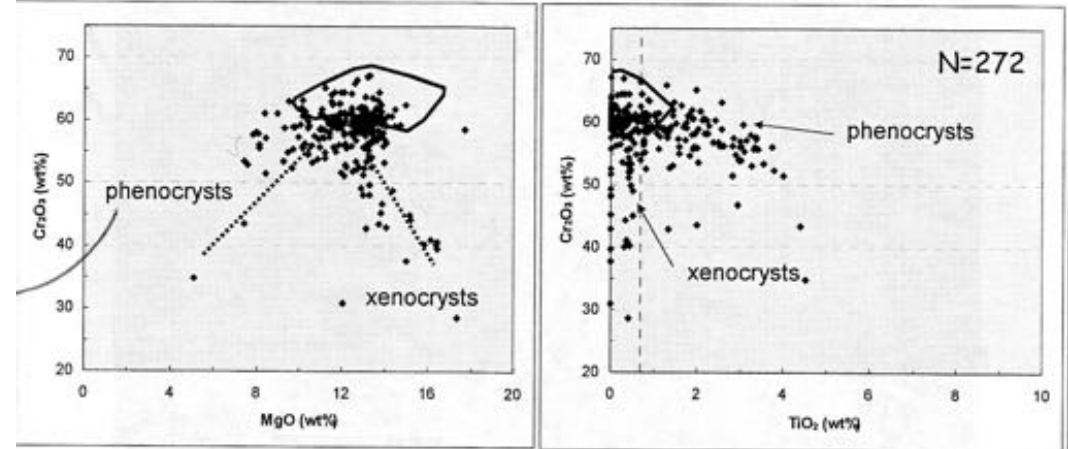 70
60
50
40
30
20
Cr₂O₃ (wt%)
phenocrysts
xenocrysts
0
4
8
12
16
20
MgO (wt%)
N=272
70
60
50
40
30
20
Cr₂O₃ (wt%)
phenocrysts
xenocrysts
0
2
4
6
8
10
TiO₂ (wt%)